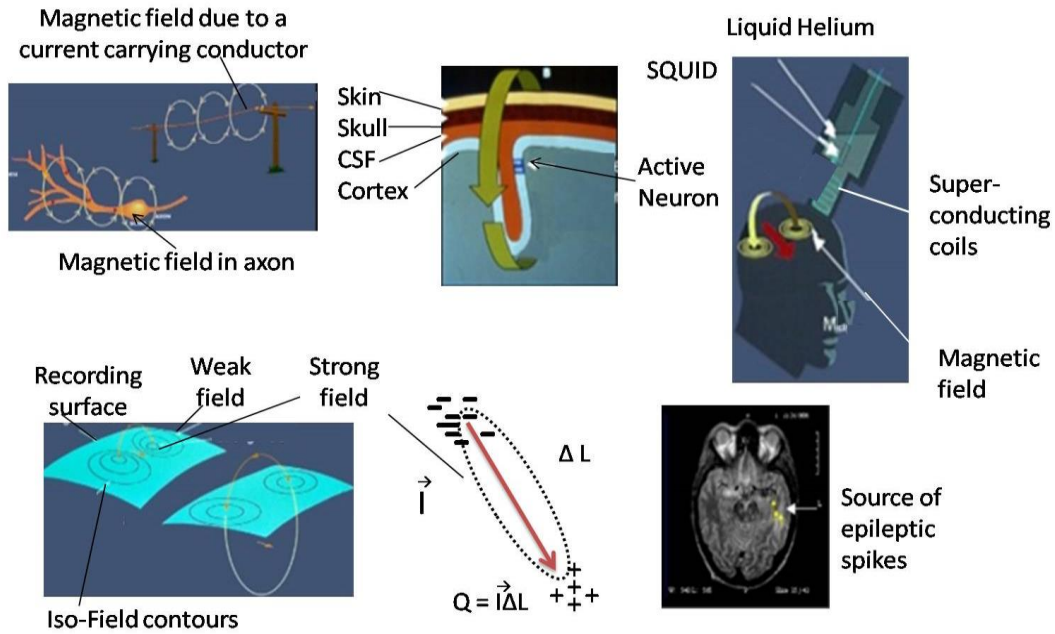 Magnetic field due to a
current carrying conductor
Magnetic field in axon
Skin
Skull
CSF
Cortex
Active
Neuron
Liquid Helium
SQUID
Super-
conducting
coils
Magnetic
field
Recording
surface
Weak
field
Strong
field
Iso-Field contours
Δ L
I
Q = IΔL
Source of
epileptic
spikes